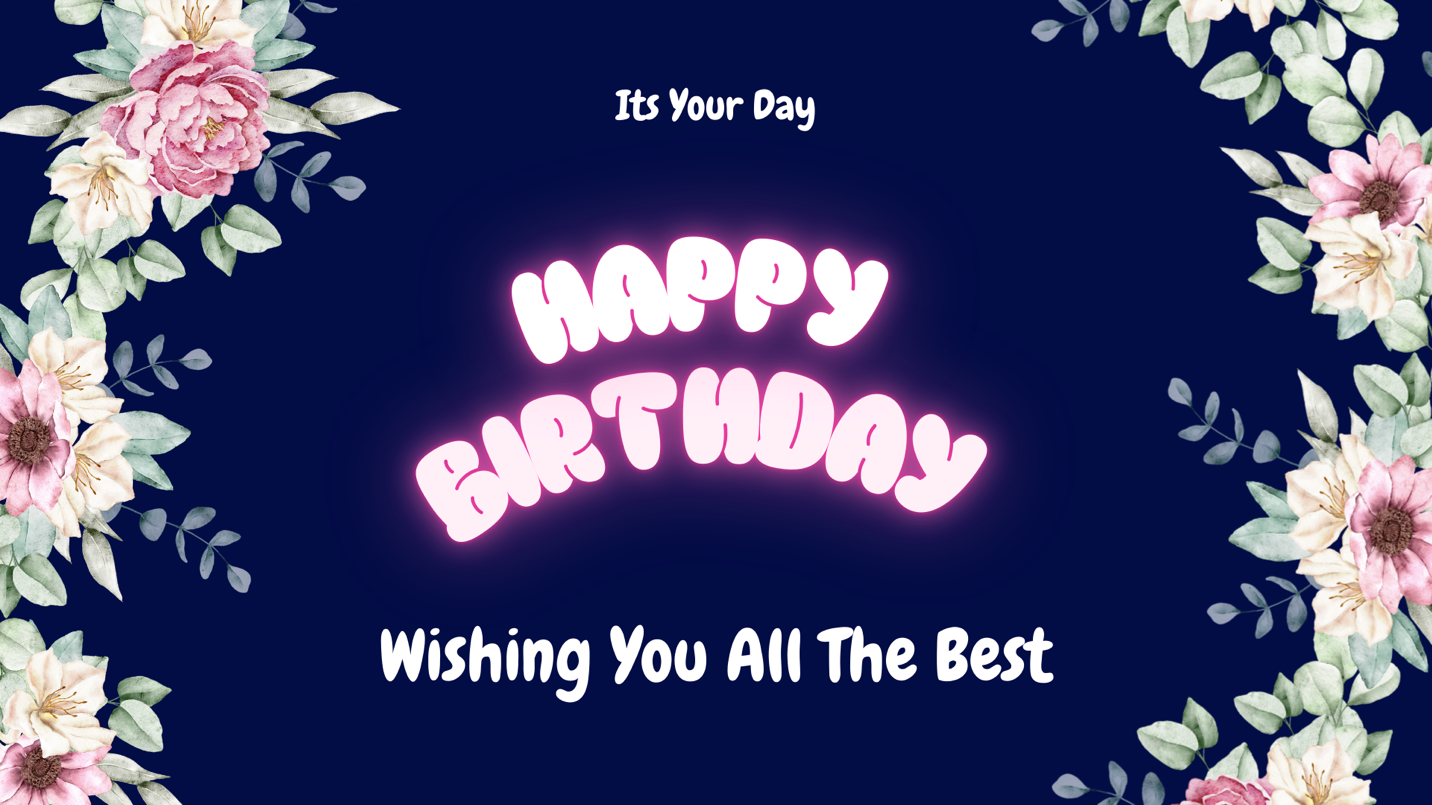 Its Your Day
HAPPY
BIRTHDAY
Wishing You All The Best